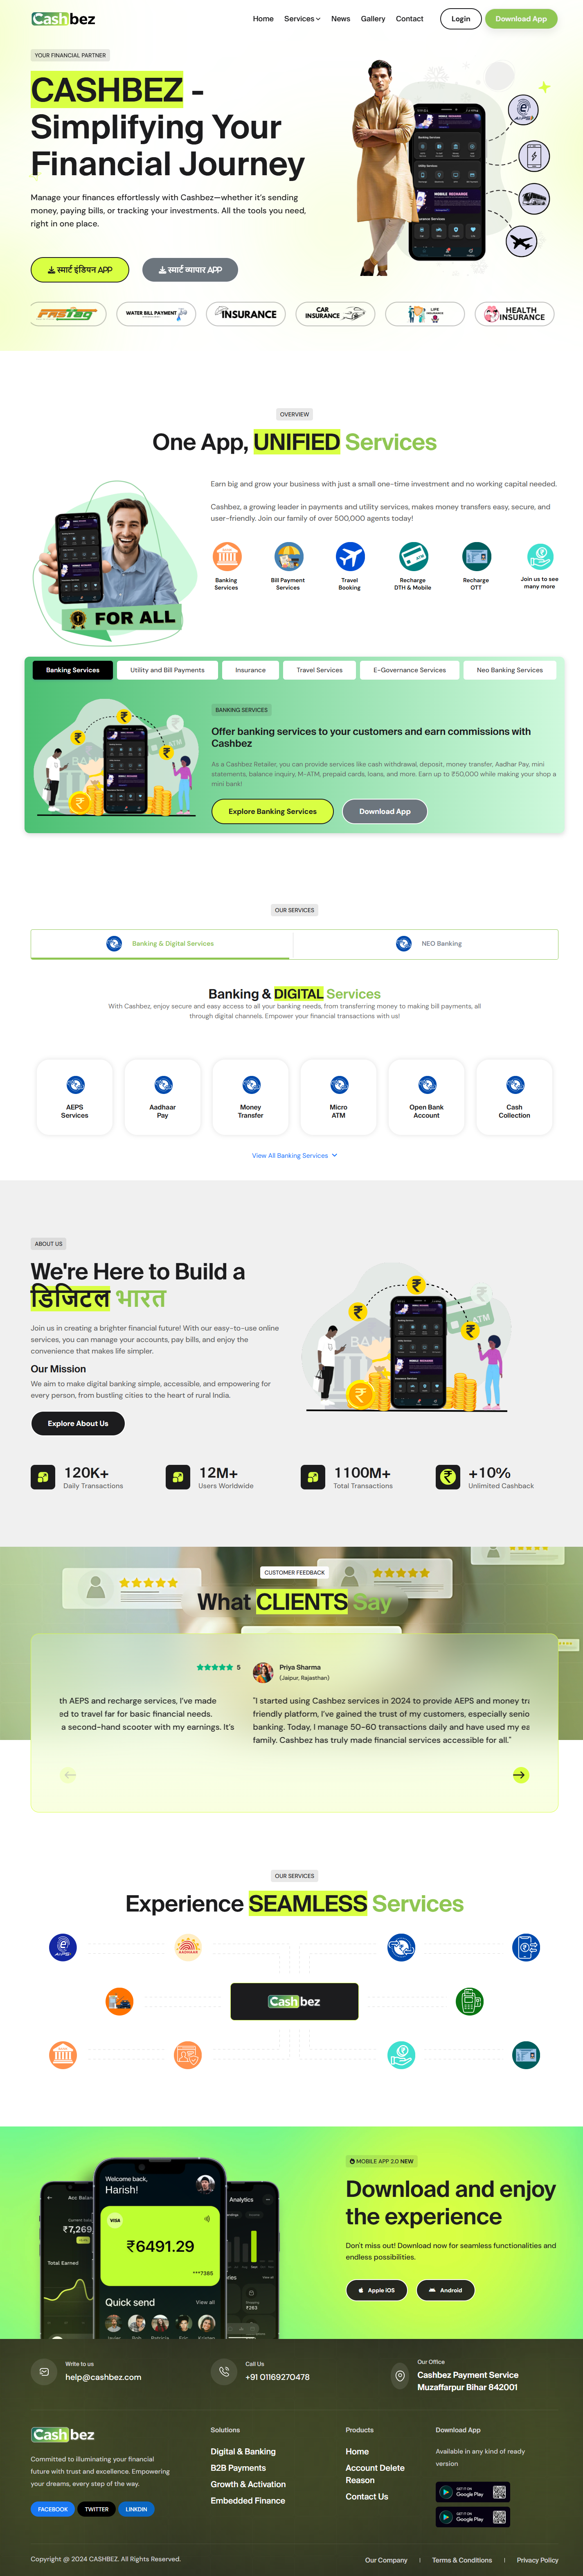 Cashbez
Home Services News Gallery Contact Login Download App
YOUR FINANCIAL PARTNER
CASHBEZ -
Simplifying Your
Financial Journey
Manage your finances effortlessly with Cashbez—whether it's sending
money, paying bills, or tracking your investments. All the tools you need,
right in one place.
स्मार्ट इंडियन APP
स्मार्ट व्यापार APP
FASTag
WATER BILL PAYMENT
INSURANCE
CAR
INSURANCE
LIFE
INSURANCE
HEALTH
INSURANCE
OVERVIEW
One App, UNIFIED Services
Earn big and grow your business with just a small one-time investment and no working capital needed.
Cashbez, a growing leader in payments and utility services, makes money transfers easy, secure, and
user-friendly. Join our family of over 500,000 agents today!
FOR ALL
Banking
Services
Bill Payment
Services
Travel
Booking
Recharge
DTH & Mobile
Recharge
OTT
Join us to see
many more
Banking Services
Utility and Bill Payments
Insurance
Travel Services
E-Governance Services
Neo Banking Services
BANKING SERVICES
Offer banking services to your customers and earn commissions with
Cashbez
As a Cashbez Retailer, you can provide services like cash withdrawal, deposit, money transfer, Aadhar Pay, mini
statements, balance inquiry, M-ATM, prepaid cards, loans, and more. Earn up to ₹50,000 while making your shop a
mini bank!
Explore Banking Services
Download App
OUR SERVICES
Banking & Digital Services
NEO Banking
Banking & DIGITAL Services
With Cashbez, enjoy secure and easy access to all your banking needs, from transferring money to making bill payments, all
through digital channels. Empower your financial transactions with us!
AEPS
Services
Aadhaar
Pay
Money
Transfer
Micro
ATM
Open Bank
Account
Cash
Collection
View All Banking Services
ABOUT US
We're Here to Build a
डिजिटल भारत
Join us in creating a brighter financial future! With our easy-to-use online
services, you can manage your accounts, pay bills, and enjoy the
convenience that makes life simpler.
Our Mission
We aim to make digital banking simple, accessible, and empowering for
every person, from bustling cities to the heart of rural India.
Explore About Us
120K+
Daily Transactions
12M+
Users Worldwide
1100M+
Total Transactions
+10%
Unlimited Cashback
CUSTOMER FEEDBACK
What CLIENTS Say
5
Priya Sharma
(Jaipur, Rajasthan)
th AEPS and recharge services, I've made
ed to travel far for basic financial needs.
a second-hand scooter with my earnings. It's
"I started using Cashbez services in 2024 to provide AEPS and money tra
friendly platform, I've gained the trust of my customers, especially senio
banking. Today, I manage 50-60 transactions daily and have used my ea
family. Cashbez has truly made financial services accessible for all."
OUR SERVICES
Experience SEAMLESS Services
AEPS
AADHAAR
Cashbez
MOBILE APP 2.0 NEW
Download and enjoy
the experience
Don't miss out! Download now for seamless functionalities and
endless possibilities.
Apple iOS
Android
Welcome back,
Harish!
VISA
₹6491.29
***7385
Quick send
View all
Total Earned
₹7,269
Analytics
Write to us
help@cashbez.com
Call Us
+91 01169270478
Our Office
Cashbez Payment Service
Muzaffarpur Bihar 842001
Cashbez
Committed to illuminating your financial
future with trust and excellence. Empowering
your dreams, every step of the way.
FACEBOOK
TWITTER
LINKDIN
Solutions
Digital & Banking
B2B Payments
Growth & Activation
Embedded Finance
Products
Home
Account Delete
Reason
Contact Us
Download App
Available in any kind of ready
version
GET IT ON
Google Play
GET IT ON
Google Play
Copyright @ 2024 CASHBEZ. All Rights Reserved.
Our Company | Terms & Conditions | Privacy Policy